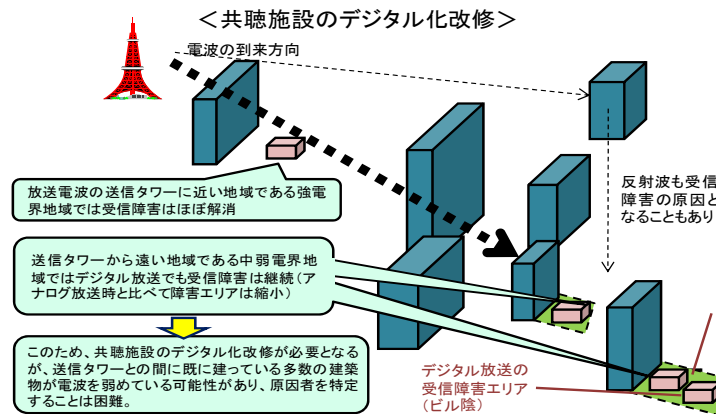 ＜共聴施設のデジタル化改修＞
電波の到来方向
放送電波の送信タワーに近い地域である強電
界地域では受信障害はほぼ解消
反射波も受信
障害の原因と
なることもあり
送信タワーから遠い地域である中弱電界地
域ではデジタル放送でも受信障害は継続（ア
ナログ放送時と比べて障害エリアは縮小）
このため、共聴施設のデジタル化改修が必要となる
が、送信タワーとの間に既に建っている多数の建築
物が電波を弱めている可能性があり、原因者を特定
することは困難。
デジタル放送の
受信障害エリア
（ビル陰）